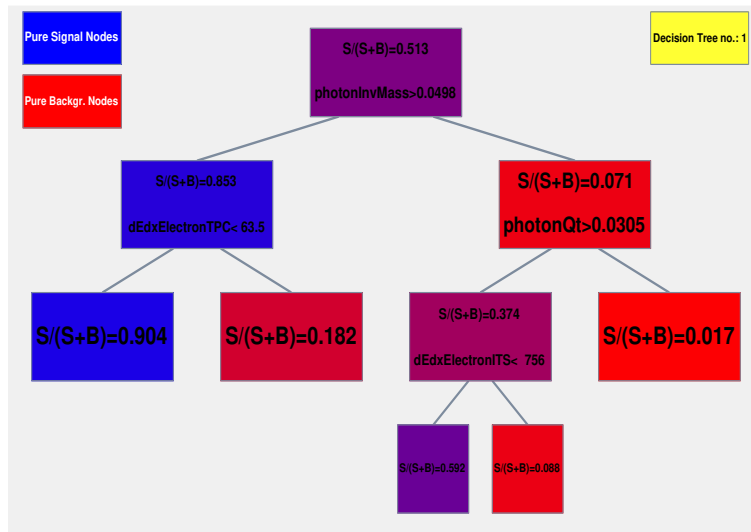 Pure Signal Nodes
Pure Backgr. Nodes
Decision Tree no.: 1
S/(S+B)=0.513
photonInvMass>0.0498
S/(S+B)=0.853
dEdxElectronTPC< 63.5
S/(S+B)=0.071
photonQt>0.0305
S/(S+B)=0.904
S/(S+B)=0.182
S/(S+B)=0.374
dEdxElectronITS< 756
S/(S+B)=0.017
S/(S+B)=0.592
S/(S+B)=0.088